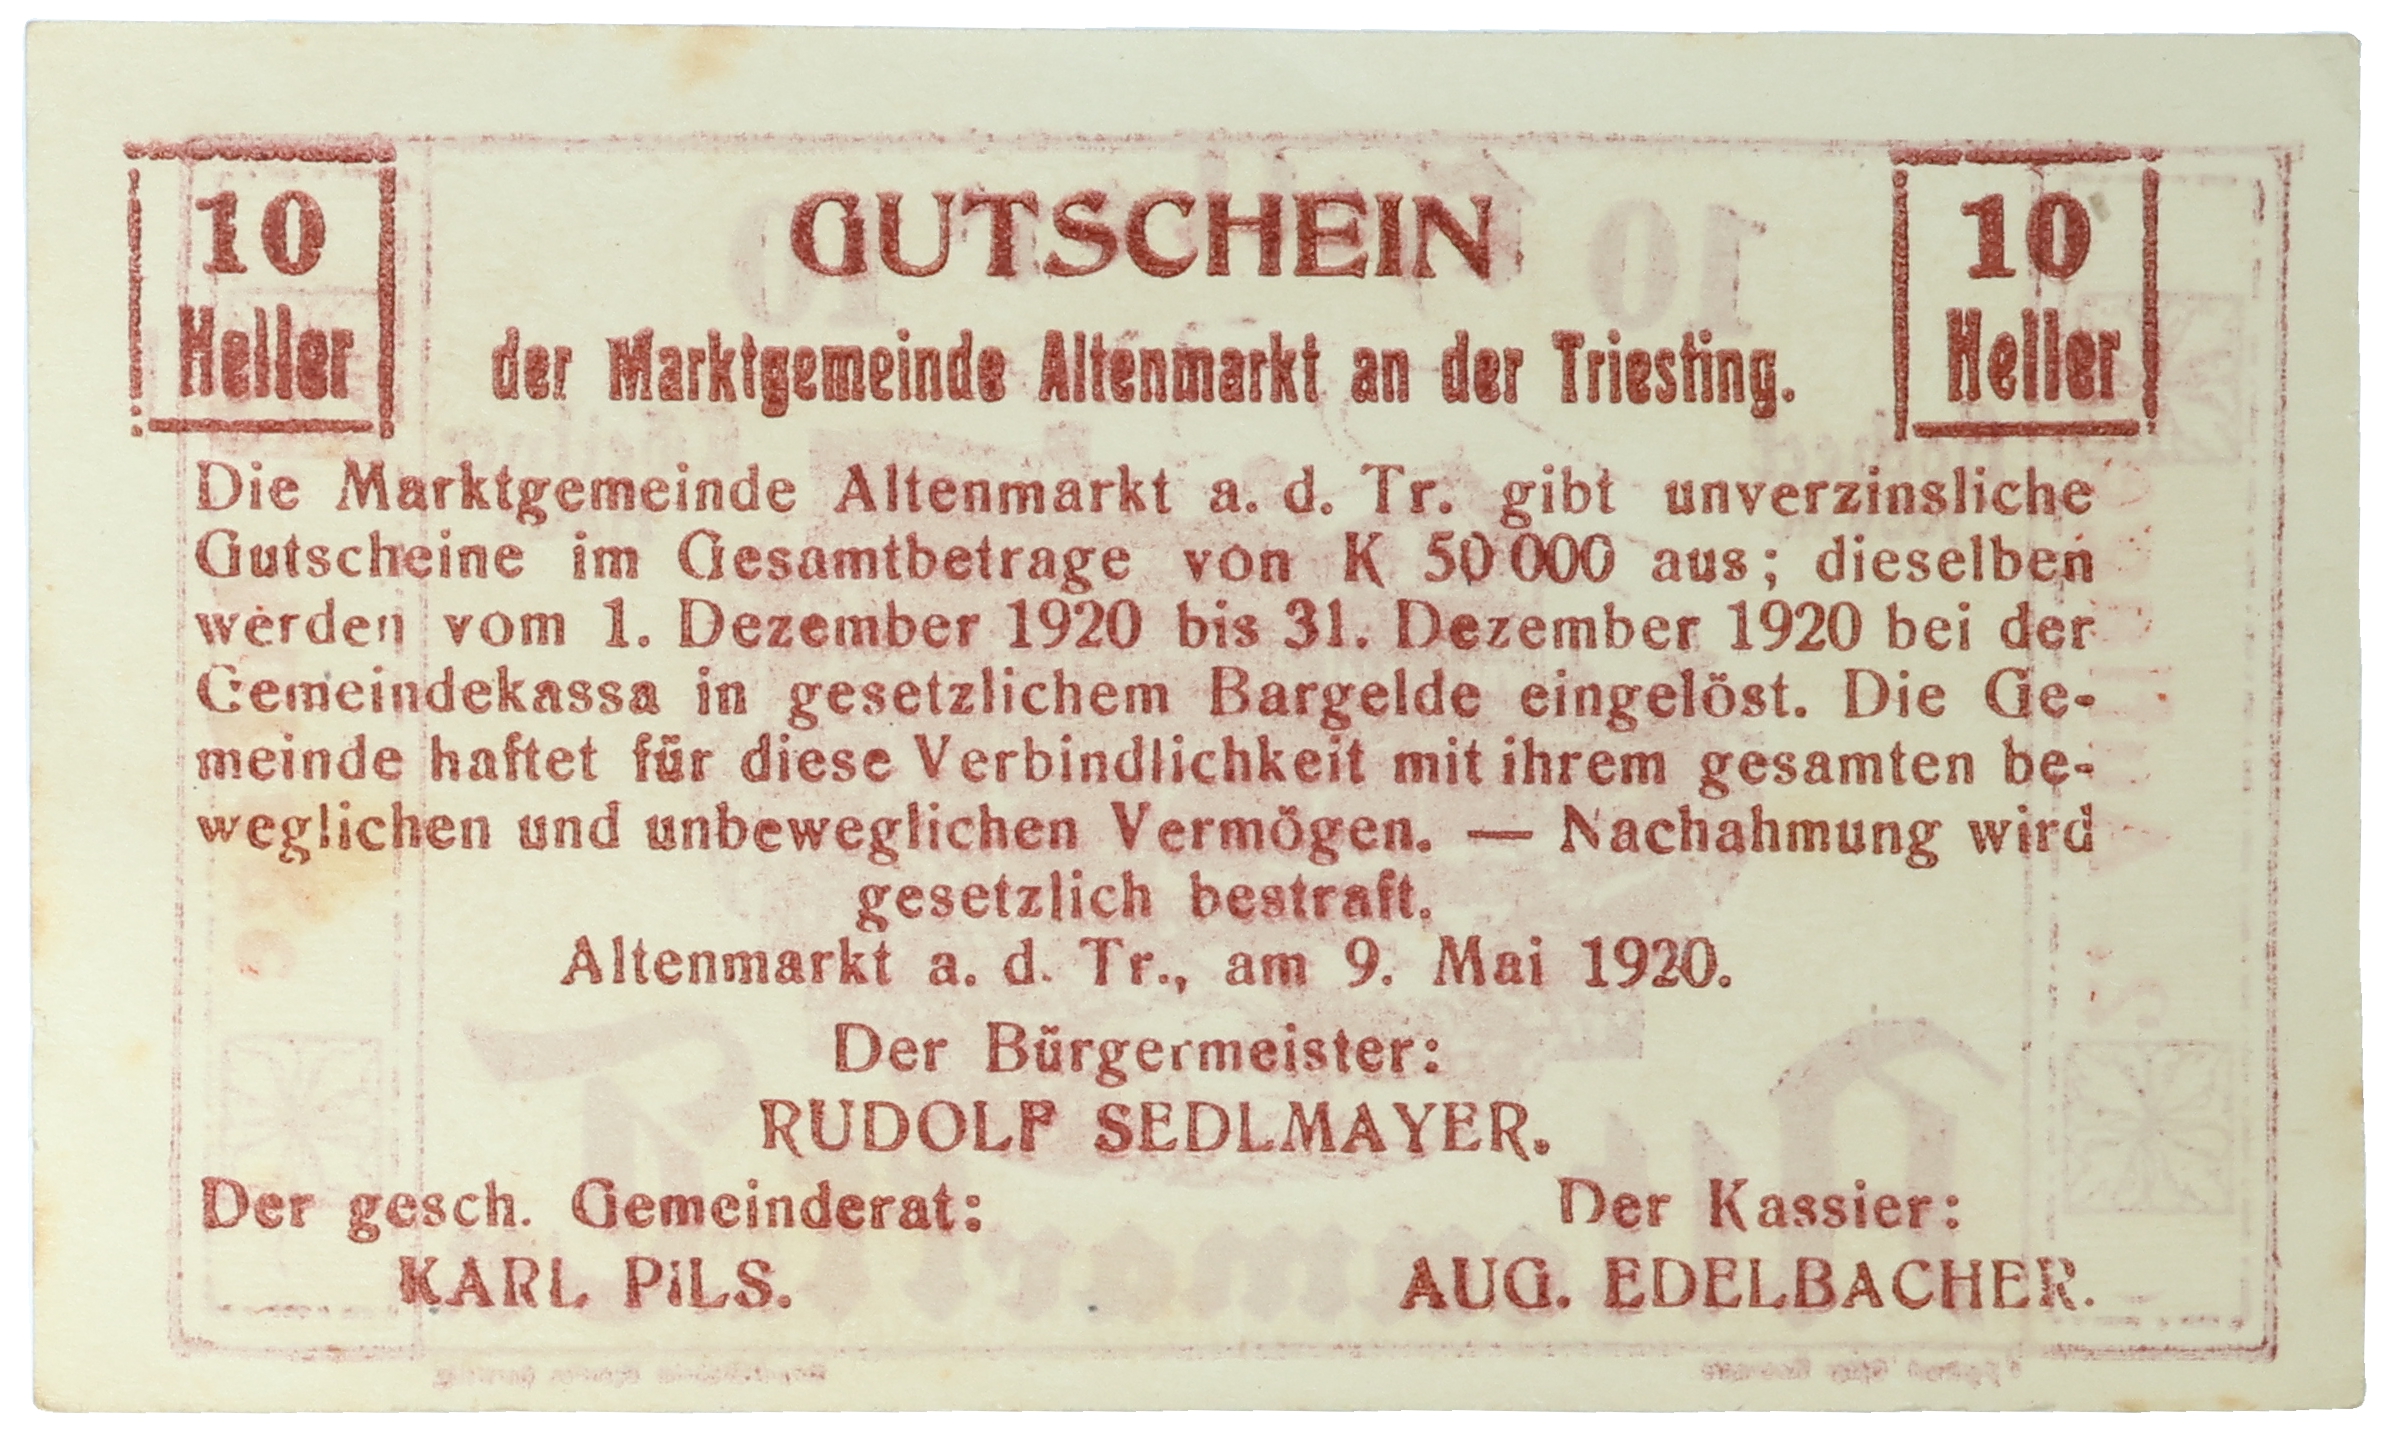 10
Heller
GUTSCHEIN
10
Heller
der Marktgemeinde Altenmarkt an der Triesting.
Die Marktgemeinde Altenmarkt a. d. Tr. gibt unverzinsliche
Gutscheine im Gesamtbetrage von K 50 000 aus; dieselben
werden vom 1. Dezember 1920 bis 31. Dezember 1920 bei der
Gemeindekassa in gesetzlichem Bargelde eingelöst. Die Ge-
meinde haftet für diese Verbindlichkeit mit ihrem gesamten be-
weglichen und unbeweglichen Vermögen. — Nachahmung wird
gesetzlich bestraft.
Altenmarkt a. d. Tr., am 9. Mai 1920.
Der Bürgermeister:
RUDOLF SEDLMAYER.
Der gesch. Gemeinderat:
KARL PILS.
Der Kassier:
AUG. EDELBACHER.